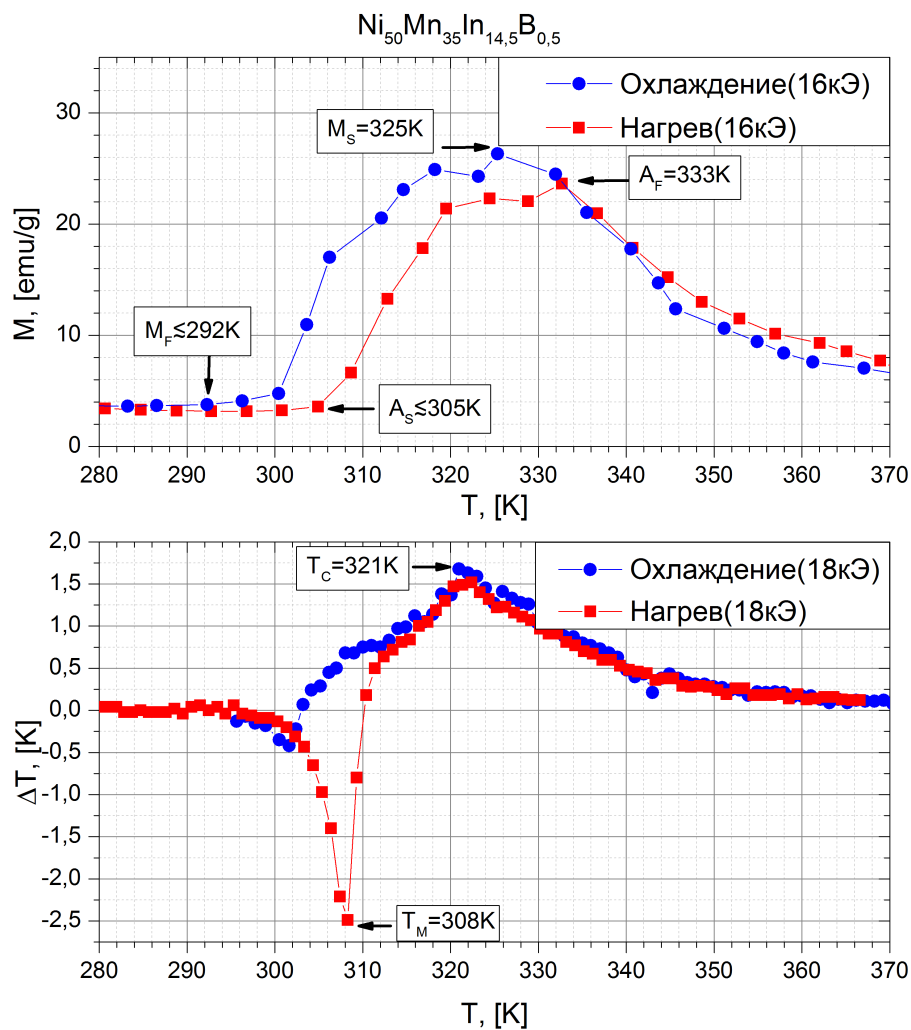 Ni50Mn35In14,5B0,5
Охлаждение(16кЭ)
Нагрев(16кЭ)
MS=325K
AF=333K
MF≤292K
AS≤305K
M, [emu/g]
30
20
10
0
280 290 300 310 320 330 340 350 360 370
T, [K]
Охлаждение(18кЭ)
Нагрев(18кЭ)
TC=321K
TM=308K
ΔT, [K]
2,0
1,5
1,0
0,5
0,0
-0,5
-1,0
-1,5
-2,0
-2,5
280 290 300 310 320 330 340 350 360 370
T, [K]